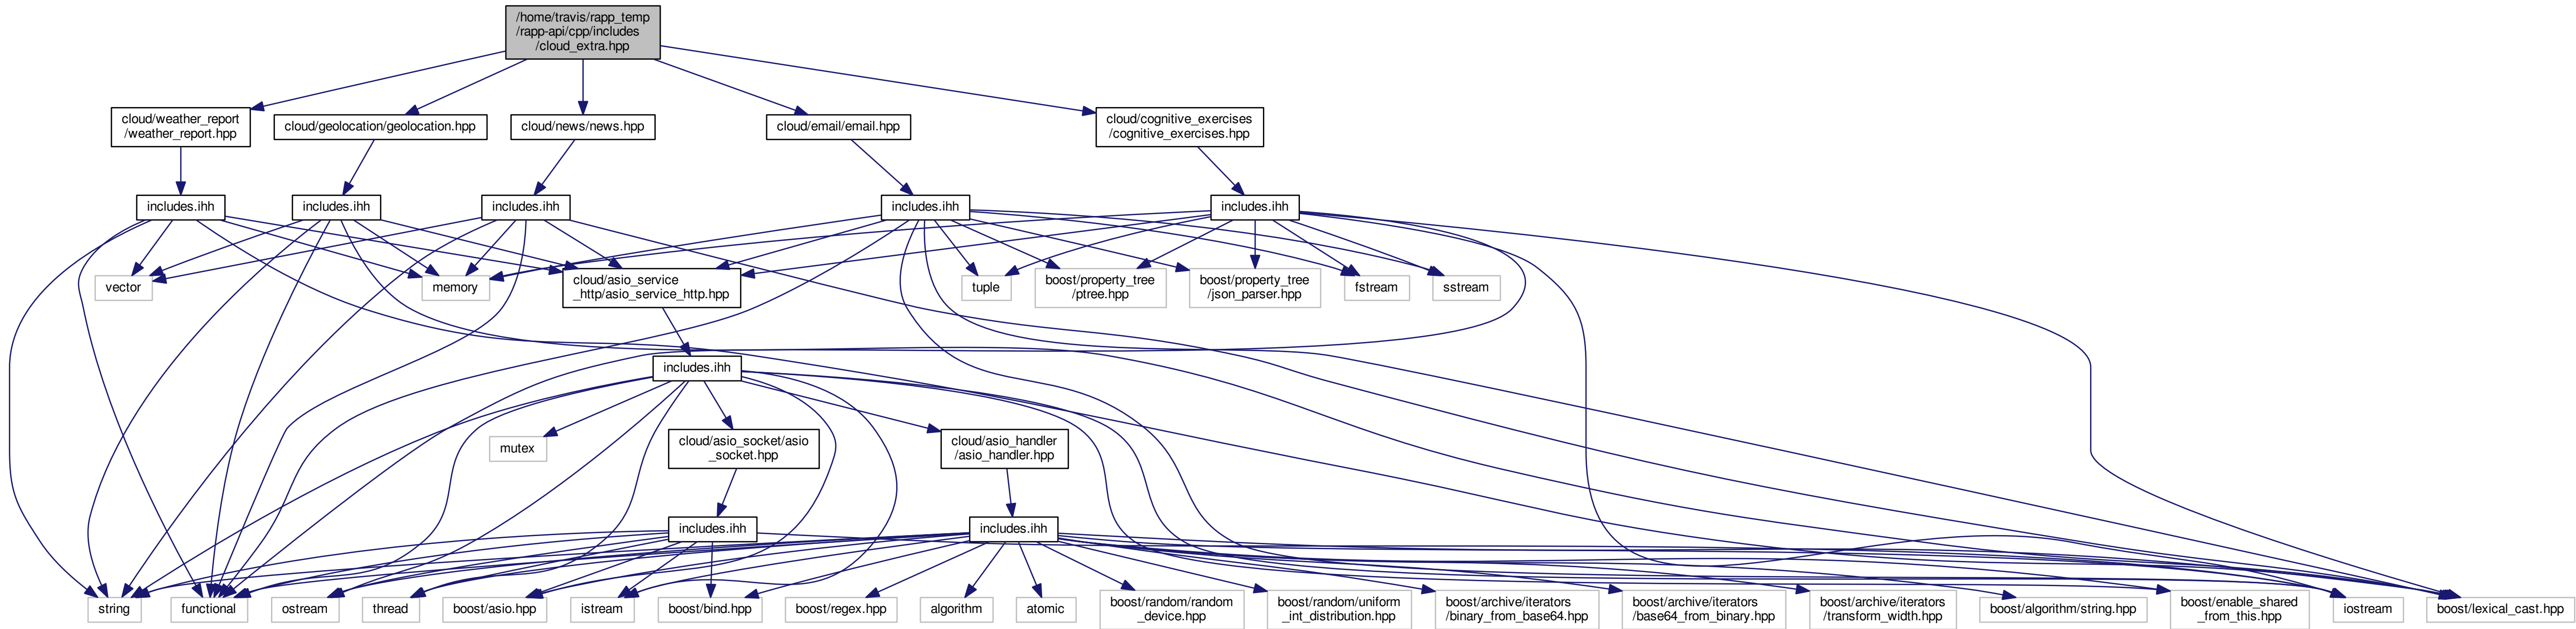 /home/travis/rapp_temp
/rapp-api/cpp/includes
/cloud_extra.hpp
cloud/weather_report
/weather_report.hpp
cloud/geolocation/geolocation.hpp
cloud/news/news.hpp
cloud/email/email.hpp
cloud/cognitive_exercises
/cognitive_exercises.hpp
includes.ihh
includes.ihh
includes.ihh
includes.ihh
includes.ihh
vector
memory
cloud/asio_service
_http/asio_service_http.hpp
tuple
boost/property_tree
/ptree.hpp
boost/property_tree
/json_parser.hpp
fstream
sstream
includes.ihh
mutex
cloud/asio_socket/asio
_socket.hpp
cloud/asio_handler
/asio_handler.hpp
includes.ihh
includes.ihh
string
functional
ostream
thread
boost/asio.hpp
istream
boost/bind.hpp
boost/regex.hpp
algorithm
atomic
boost/random/random
_device.hpp
boost/random/uniform
_int_distribution.hpp
boost/archive/iterators
/binary_from_base64.hpp
boost/archive/iterators
/base64_from_binary.hpp
boost/archive/iterators
/transform_width.hpp
boost/algorithm/string.hpp
boost/enable_shared
_from_this.hpp
iostream
boost/lexical_cast.hpp